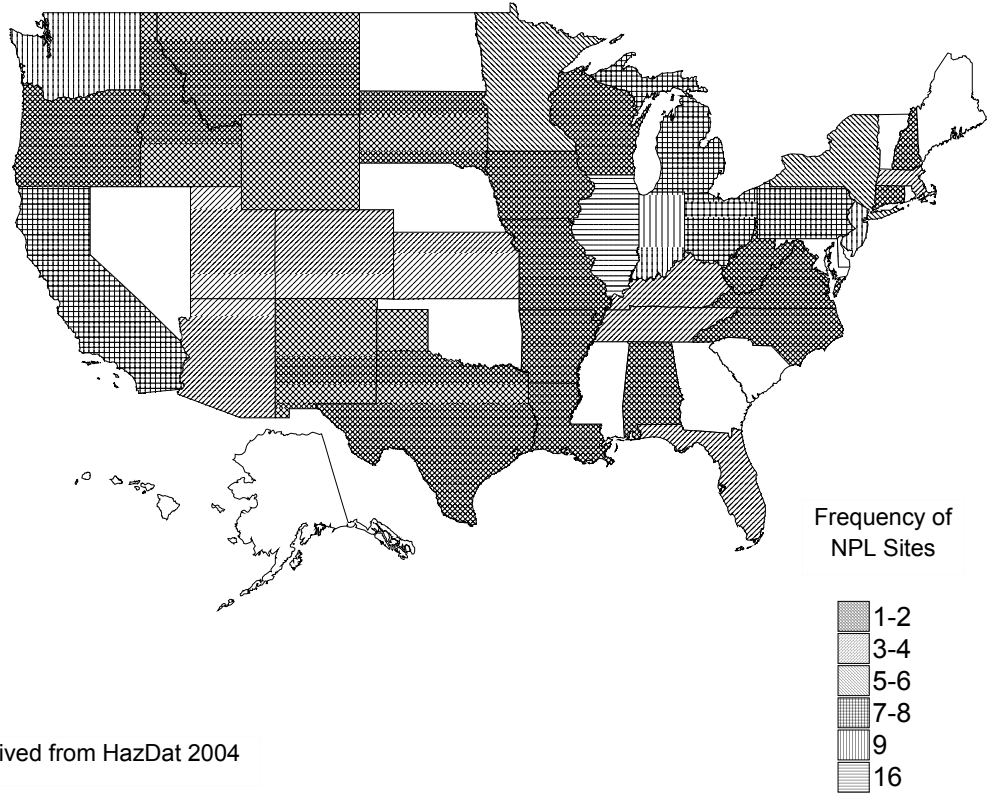 Frequency of
NPL Sites
1-2
3-4
5-6
7-8
9
16
ived from HazDat 2004